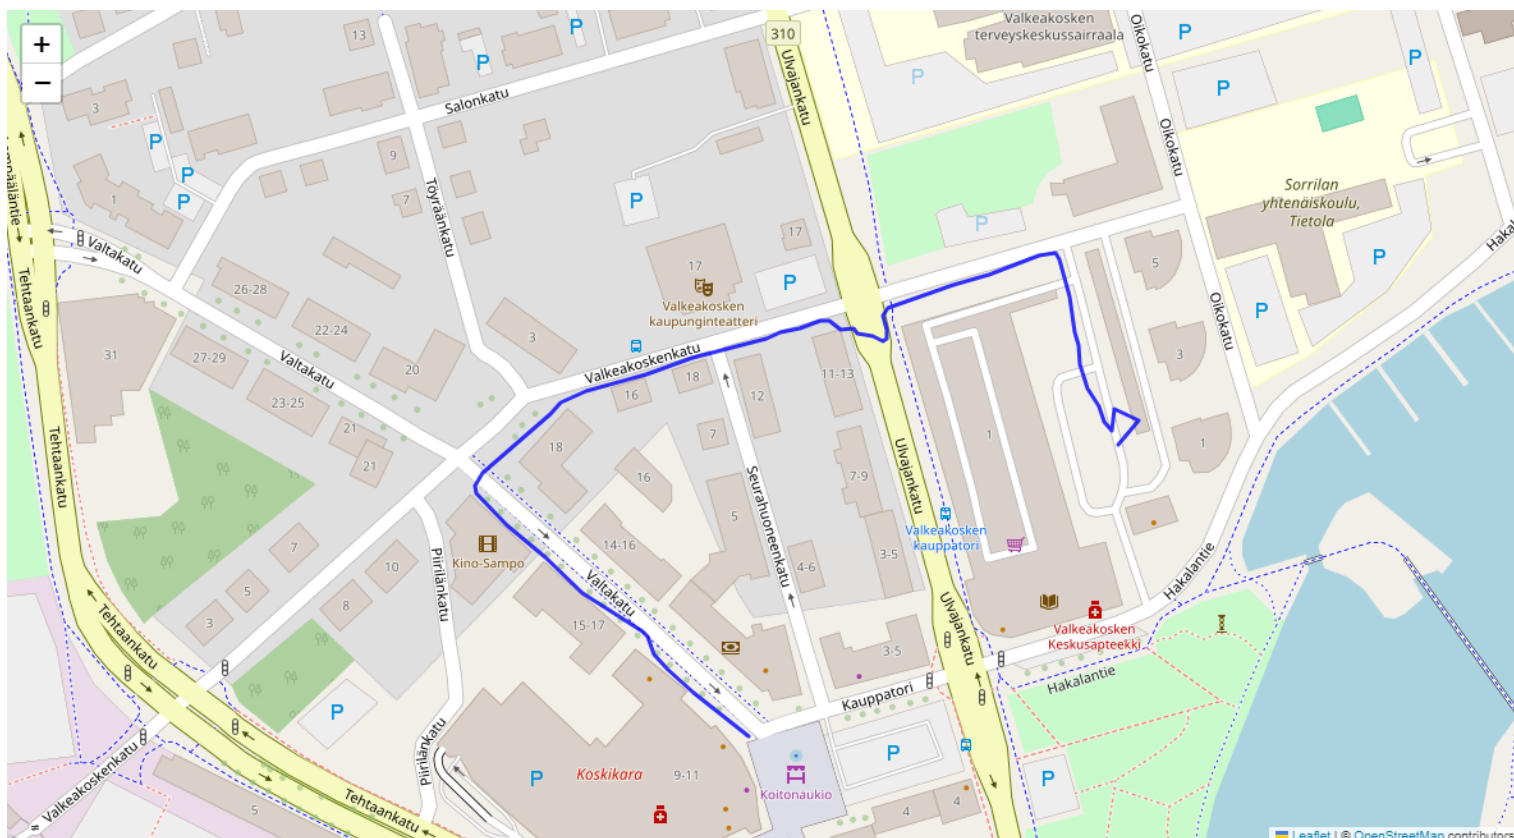 +
−
13
3
P
P
P
310
Ulvajankatu
Valkeakosken
terveyskeskussairraala
Oikokatu
P
P
P
P
Salonkatu
P
P
P
9
7
1
Töyräänkatu
P
17
Oikokatu
Sorrilan
yhtenäiskoulu,
Tietola
P
5
P
Valtakatu
Tehtaankatu
26-28
22-24
17
Valkeakosken
kaupunginteatteri
P
P
Oikokatu
31
27-29
Valtakatu
20
3
Valkeakoskenkatu
16
18
12
11-13
3
23-25
21
21
Tehtaankatu
18
7
16
Seurahuoneenkatu
7-9
Ulvajankatu
1
1
Kino-Sampo
5
Valkeakosken
kauppatori
14-16
Valtakatu
3-5
4-6
7
10
Piirilänkatu
5
8
3
Hakalantie
15-17
Ulvajankatu
Valkeakosken
Keskusapteekki
Tehtaankatu
3-5
Hakalantie
Kauppatori
P
P
Piirilänkatu
Valkeakoskenkatu
P
Koskikara
9-11
Koitonaukio
P
Tehtaankatu
5
4
4
Leaflet | © OpenStreetMap contributors